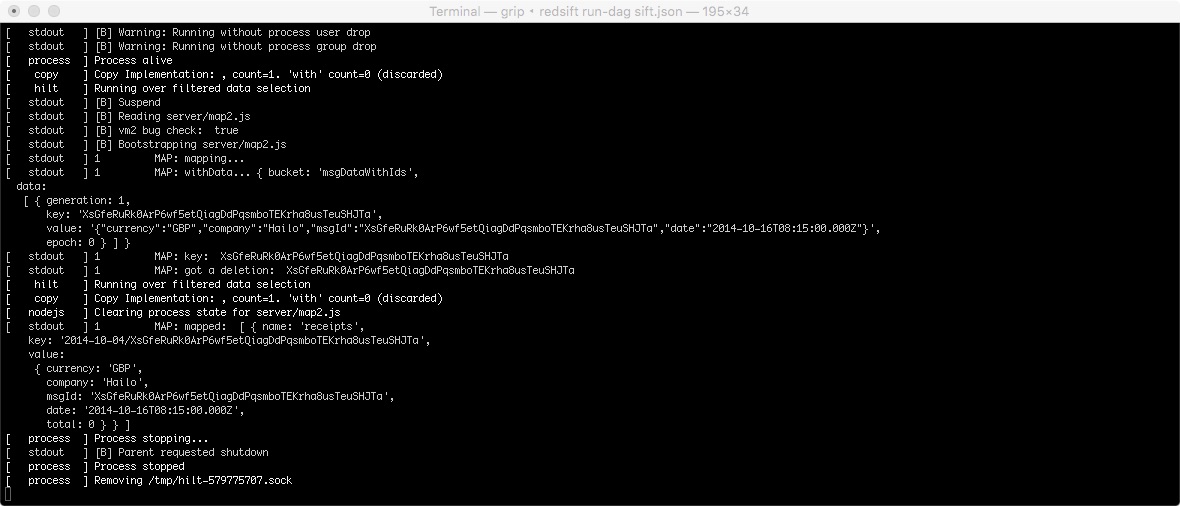 Terminal — grip • redsift run-dag sift.json — 195×34
[   stdout   ] [B] Warning: Running without process user drop
[   stdout   ] [B] Warning: Running without process group drop
[   process  ] Process alive
[    copy    ] Copy Implementation: , count=1. 'with' count=0 (discarded)
[    hilt    ] Running over filtered data selection
[   stdout   ] [B] Suspend
[   stdout   ] [B] Reading server/map2.js
[   stdout   ] [B] vm2 bug check:  true
[   stdout   ] [B] Bootstrapping server/map2.js
[   stdout   ] 1         MAP: mapping...
[   stdout   ] 1         MAP: withData... { bucket: 'msgDataWithIds',
  data:
   [ { generation: 1,
       key: 'XsGfeRuRk0ArP6wf5etQiagDdPqsmboTEKrha8usTeuSHJTa',
       value: '{"currency":"GBP","company":"Hailo","msgId":"XsGfeRuRk0ArP6wf5etQiagDdPqsmboTEKrha8usTeuSHJTa","date":"2014-10-16T08:15:00.000Z"}',
       epoch: 0 } ] }
[   stdout   ] 1         MAP: key:  XsGfeRuRk0ArP6wf5etQiagDdPqsmboTEKrha8usTeuSHJTa
[   stdout   ] 1         MAP: got a deletion:  XsGfeRuRk0ArP6wf5etQiagDdPqsmboTEKrha8usTeuSHJTa
[    hilt    ] Running over filtered data selection
[    copy    ] Copy Implementation: , count=1. 'with' count=0 (discarded)
[   nodejs   ] Clearing process state for server/map2.js
[   stdout   ] 1         MAP: mapped:  [ { name: 'receipts',
    key: '2014-10-04/XsGfeRuRk0ArP6wf5etQiagDdPqsmboTEKrha8usTeuSHJTa',
    value:
     { currency: 'GBP',
       company: 'Hailo',
       msgId: 'XsGfeRuRk0ArP6wf5etQiagDdPqsmboTEKrha8usTeuSHJTa',
       date: '2014-10-16T08:15:00.000Z',
       total: 0 } } ]
[   process  ] Process stopping...
[   stdout   ] [B] Parent requested shutdown
[   process  ] Process stopped
[   process  ] Removing /tmp/hilt-579775707.sock